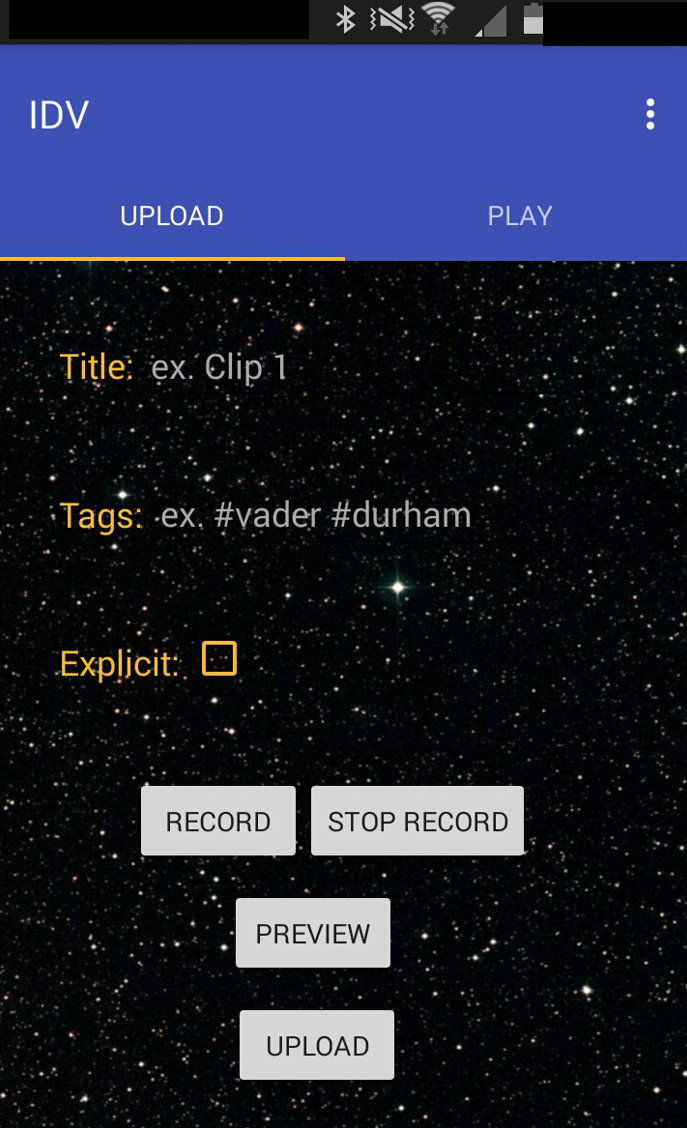 IDV
UPLOAD PLAY
Title: ex. Clip 1
Tags: ex. #vader #durham
Explicit:
RECORD STOP RECORD
PREVIEW
UPLOAD